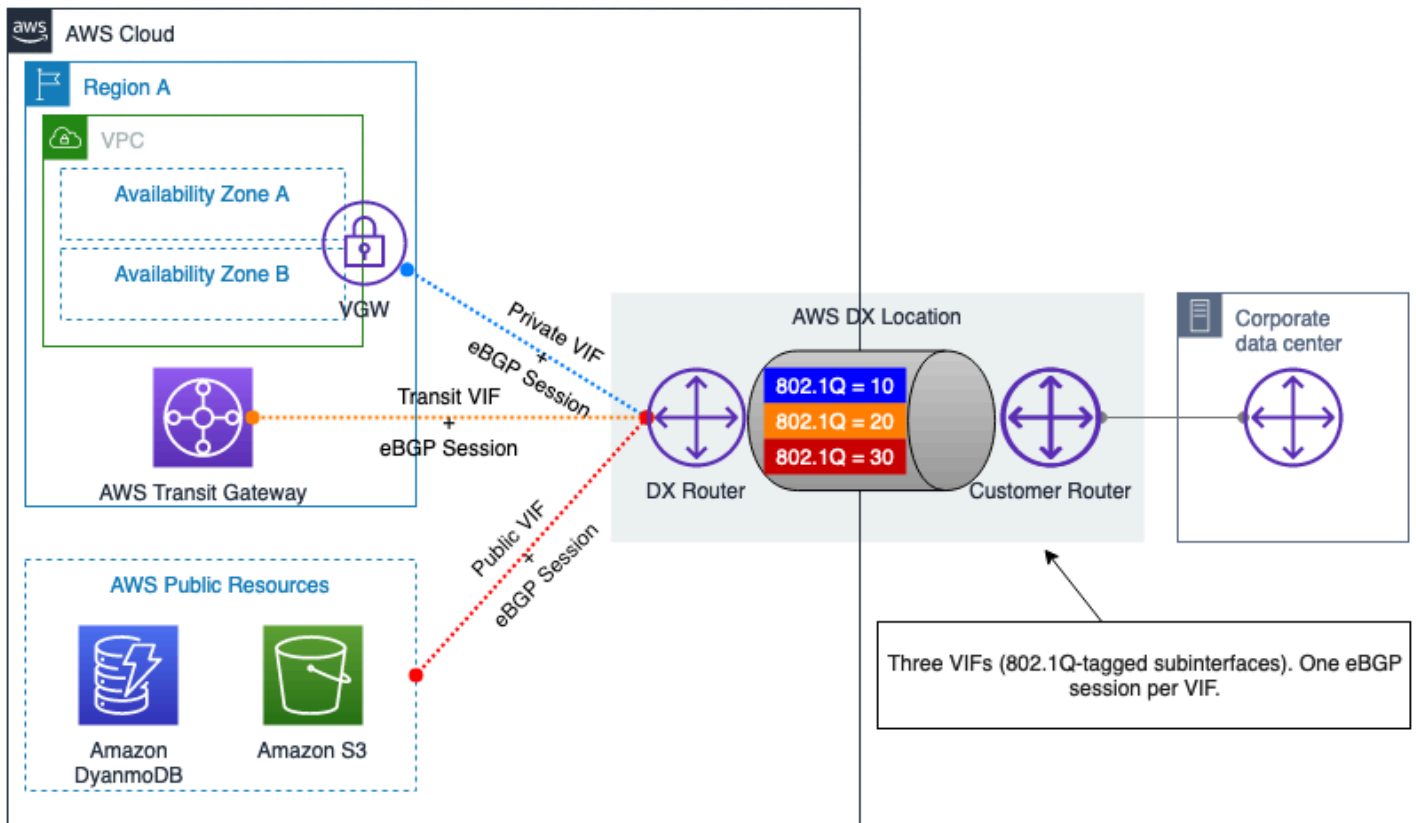 aws
AWS Cloud
Region A
VPC
Availability Zone A
Availability Zone B
VGW
Private VIF
+
eBGP Session
Transit VIF
+
eBGP Session
AWS Transit Gateway
Public VIF
+
eBGP Session
AWS DX Location
802.1Q = 10
802.1Q = 20
802.1Q = 30
DX Router
Customer Router
Corporate
data center
AWS Public Resources
Amazon
DyanmoDB
Amazon S3
Three VIFs (802.1Q-tagged subinterfaces). One eBGP
session per VIF.